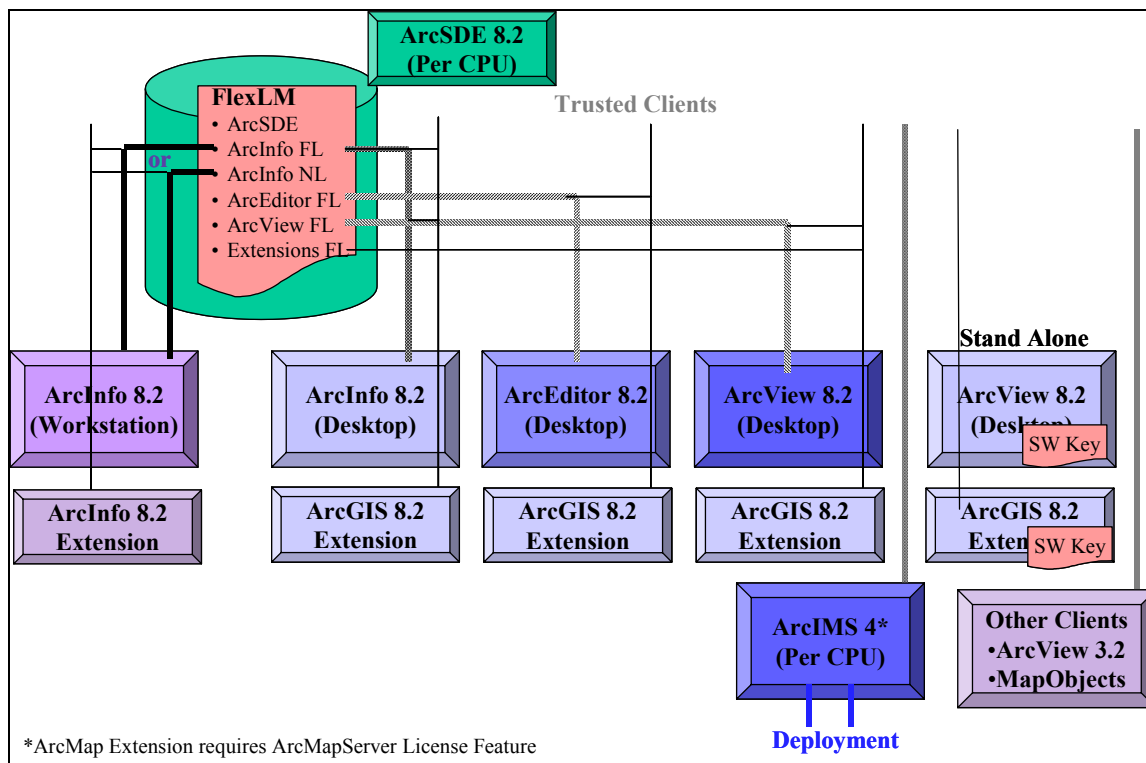 ArcSDE 8.2
(Per CPU)
FlexLM
• ArcSDE
• ArcInfo FL
• ArcInfo NL
• ArcEditor FL
• ArcView FL
• Extensions FL
or
Trusted Clients
Stand Alone
ArcInfo 8.2
(Workstation)
ArcInfo 8.2
(Desktop)
ArcEditor 8.2
(Desktop)
ArcView 8.2
(Desktop)
ArcView 8.2
(Desktop)
SW Key
ArcInfo 8.2
Extension
ArcGIS 8.2
Extension
ArcGIS 8.2
Extension
ArcGIS 8.2
Extension
ArcGIS 8.2
Exten
SW Key
ArcIMS 4*
(Per CPU)
Other Clients
•ArcView 3.2
•MapObjects
Deployment
*ArcMap Extension requires ArcMapServer License Feature